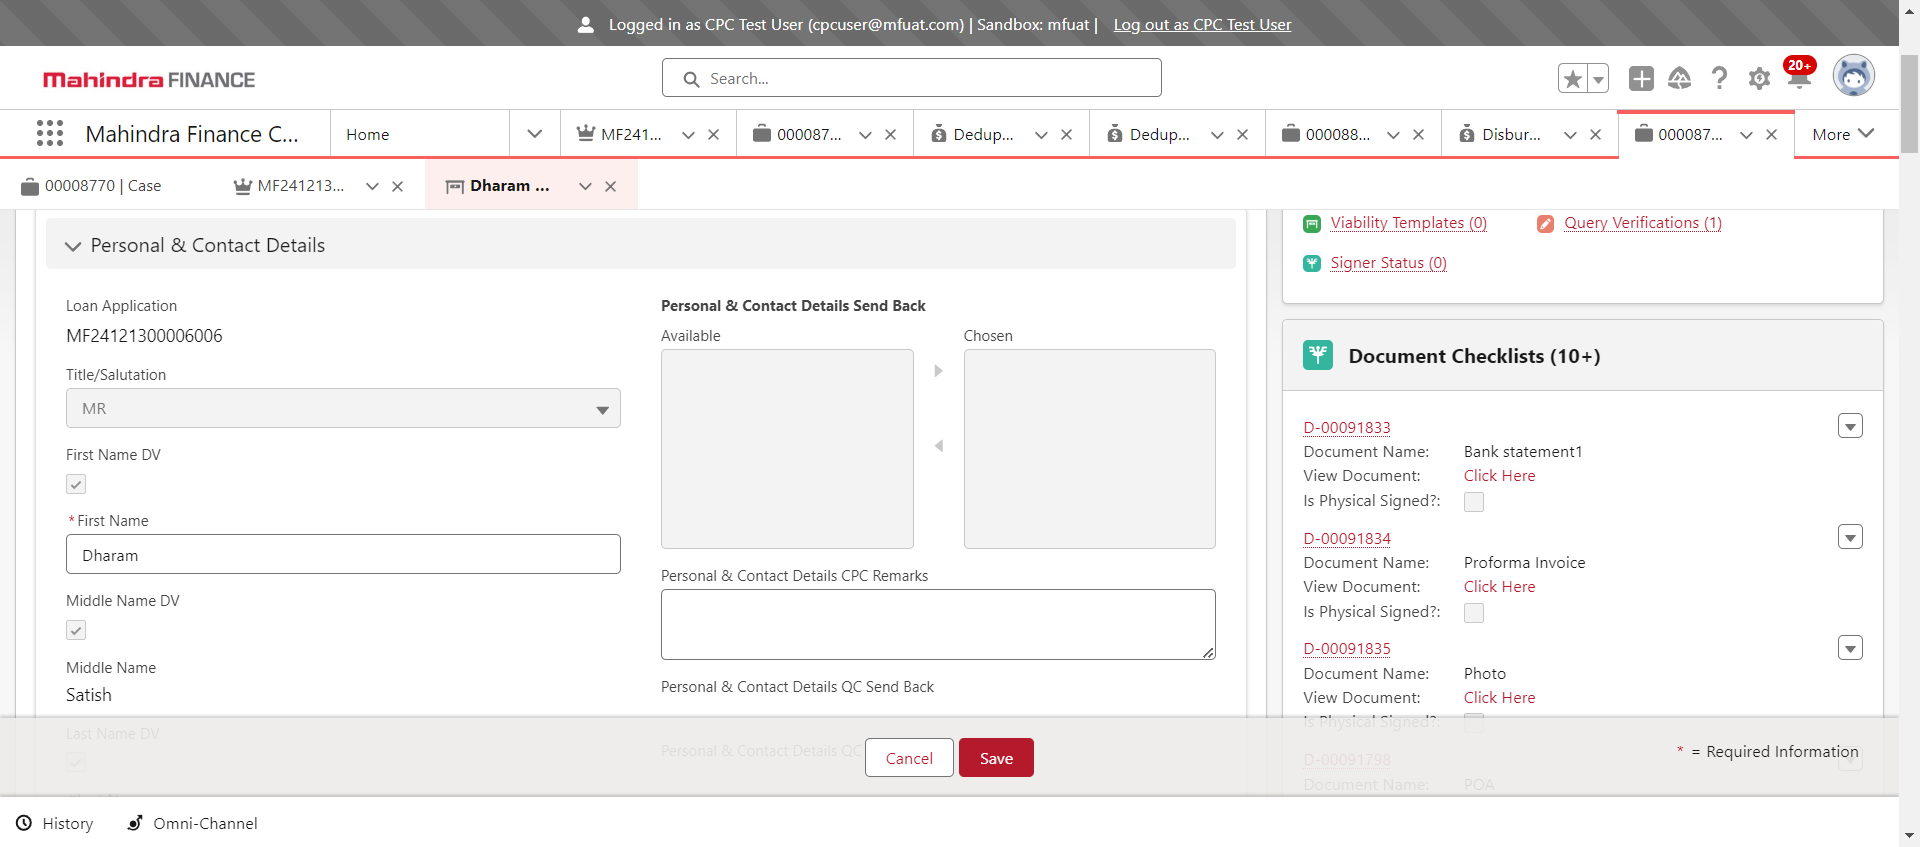 Logged in as CPC Test User (cpcuser@mfuat.com) | Sandbox: mfuat | Log out as CPC Test User
Mahindra FINANCE
Search...
20+
Mahindra Finance C...
Home
MF241...
000087...
Dedup...
Dedup...
000088...
Disbur...
000087...
More
00008770 | Case
MF241213...
Dharam ...
Personal & Contact Details
Loan Application
MF24121300006006
Title/Salutation
MR
First Name DV
*First Name
Dharam
Middle Name DV
Middle Name
Satish
Last Name DV
Personal & Contact Details Send Back
Available
Chosen
Personal & Contact Details CPC Remarks
Personal & Contact Details QC Send Back
Personal & Contact Details QC
Cancel
Save
Viability Templates (0)
Query Verifications (1)
Signer Status (0)
Document Checklists (10+)
D-00091833
Document Name: Bank statement1
View Document: Click Here
Is Physical Signed?:
D-00091834
Document Name: Proforma Invoice
View Document: Click Here
Is Physical Signed?:
D-00091835
Document Name: Photo
View Document: Click Here
Is Physical Signed?:
D-00091798
Document Name: POA
* = Required Information
History
Omni-Channel